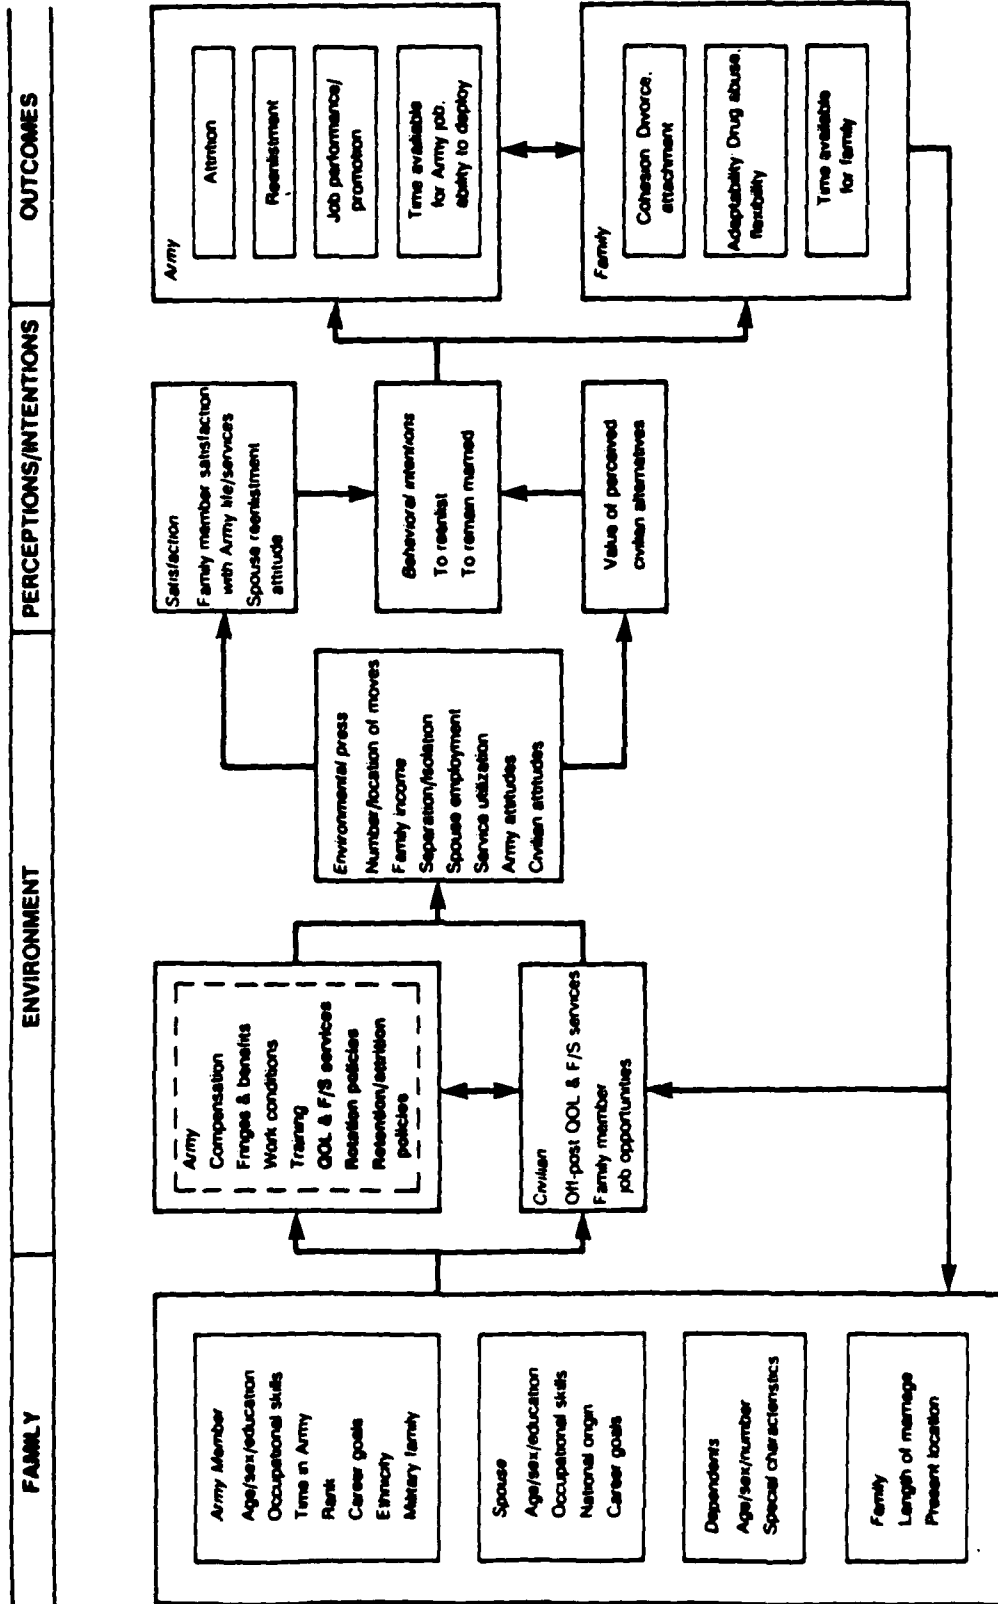 FAMILY
ENVIRONMENT
PERCEPTIONS/INTENTIONS
OUTCOMES
Army Member
Age/sex/education
Occupational skills
Time in Army
Rank
Career goals
Ethnicity
Military family
Spouse
Age/sex/education
Occupational skills
National origin
Career goals
Dependents
Age/sex/number
Special characteristics
Family
Length of marriage
Present location
Army
Compensation
Fringes & benefits
Work conditions
Training
QOL & F/S services
Rotation policies
Retention/attrition
policies
Civilian
Off-post QOL & F/S services
Family member
job opportunities
Environmental press
Number/location of moves
Family income
Separation/isolation
Spouse employment
Service utilization
Army attitudes
Civilian attitudes
Satisfaction
Family member satisfaction
with Army life/services
Spouse reenlistment
attitude
Behavioral intentions
To reenlist
To remain married
Value of perceived
civilian alternatives
Army
Attrition
Reenlistment
Job performance/
promotion
Time available
for Army job.
ability to deploy
Family
Cohesion Divorce.
attachment
Adaptability Drug abuse.
flexibility
Time available
for family